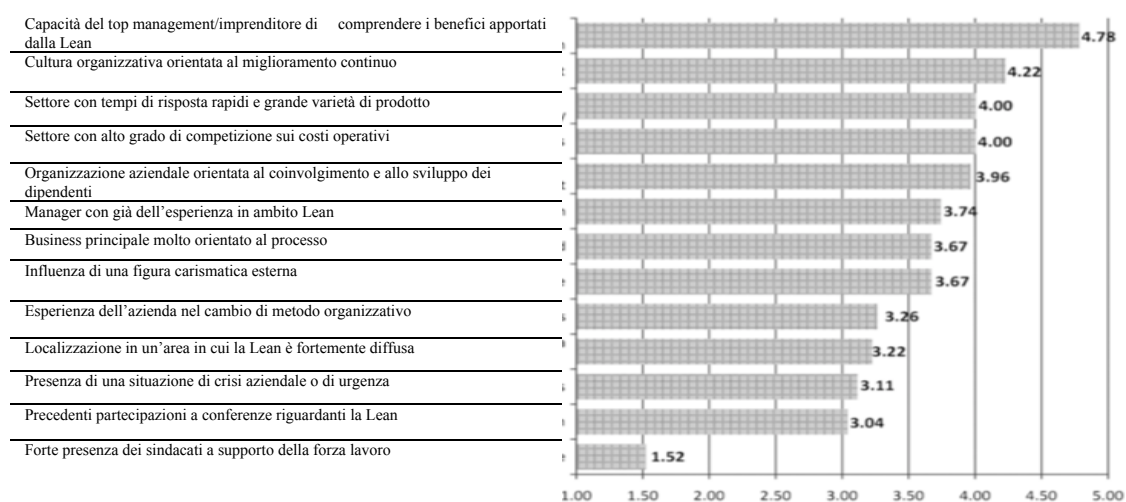 Capacità del top management/imprenditore di comprendere i benefici apportati
dalla Lean
4.78
Cultura organizzativa orientata al miglioramento continuo
4.22
Settore con tempi di risposta rapidi e grande varietà di prodotto
4.00
Settore con alto grado di competizione sui costi operativi
4.00
Organizzazione aziendale orientata al coinvolgimento e allo sviluppo dei
dipendenti
3.96
Manager con già dell'esperienza in ambito Lean
3.74
Business principale molto orientato al processo
3.67
Influenza di una figura carismatica esterna
3.67
Esperienza dell'azienda nel cambio di metodo organizzativo
3.26
Localizzazione in un'area in cui la Lean è fortemente diffusa
3.22
Presenza di una situazione di crisi aziendale o di urgenza
3.11
Precedenti partecipazioni a conferenze riguardanti la Lean
3.04
Forte presenza dei sindacati a supporto della forza lavoro
1.52
1.00 1.50 2.00 2.50 3.00 3.50 4.00 4.50 5.00